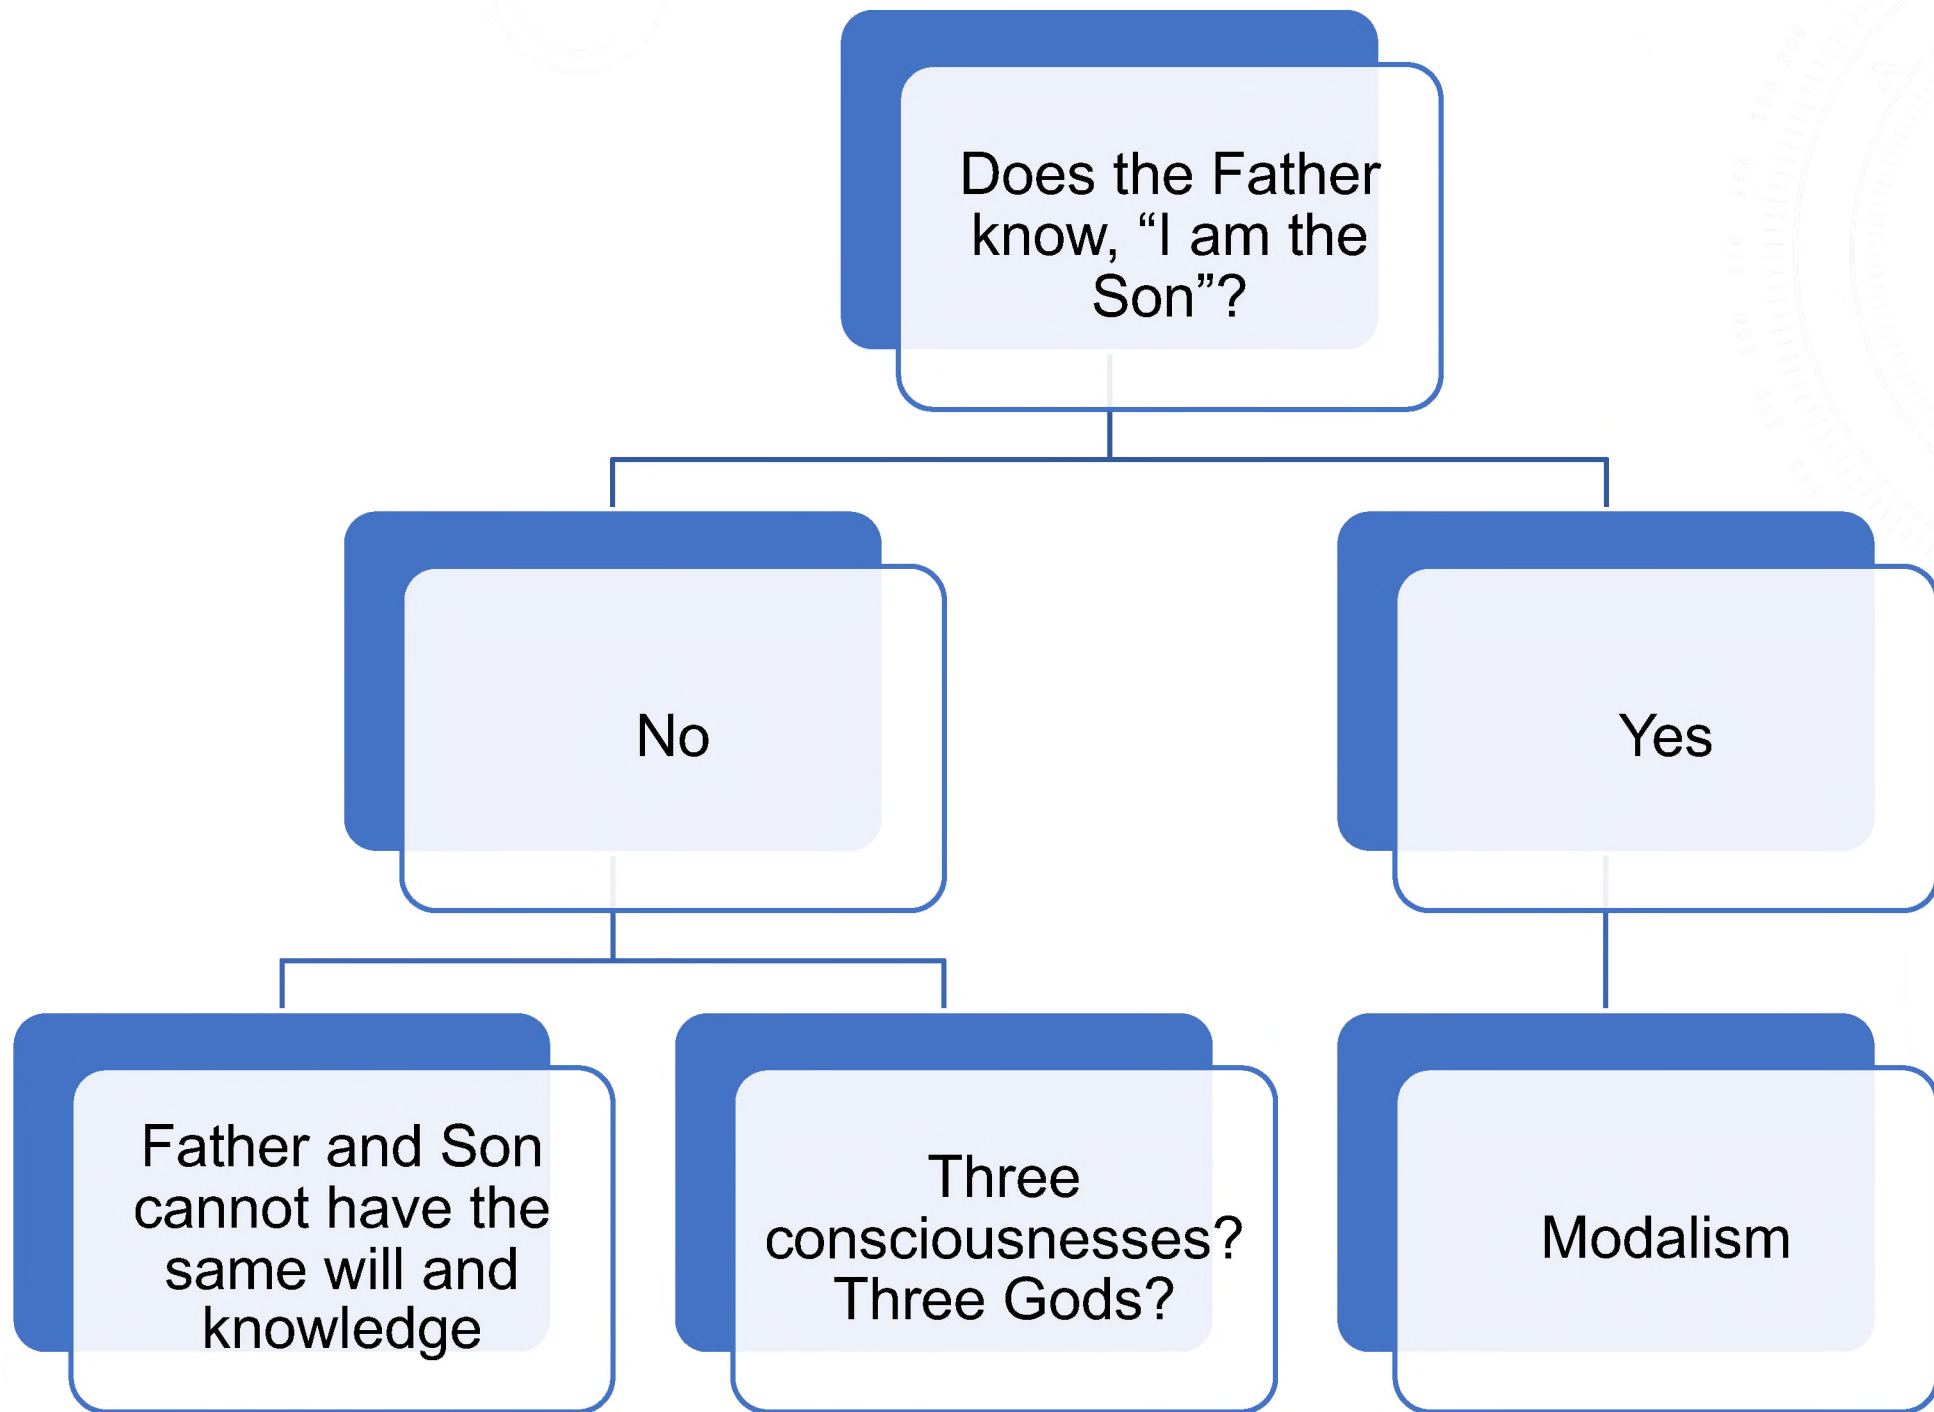 Does the Father
know, “I am the
Son”?
No
Yes
Father and Son
cannot have the
same will and
knowledge
Three
consciousnesses?
Three Gods?
Modalism